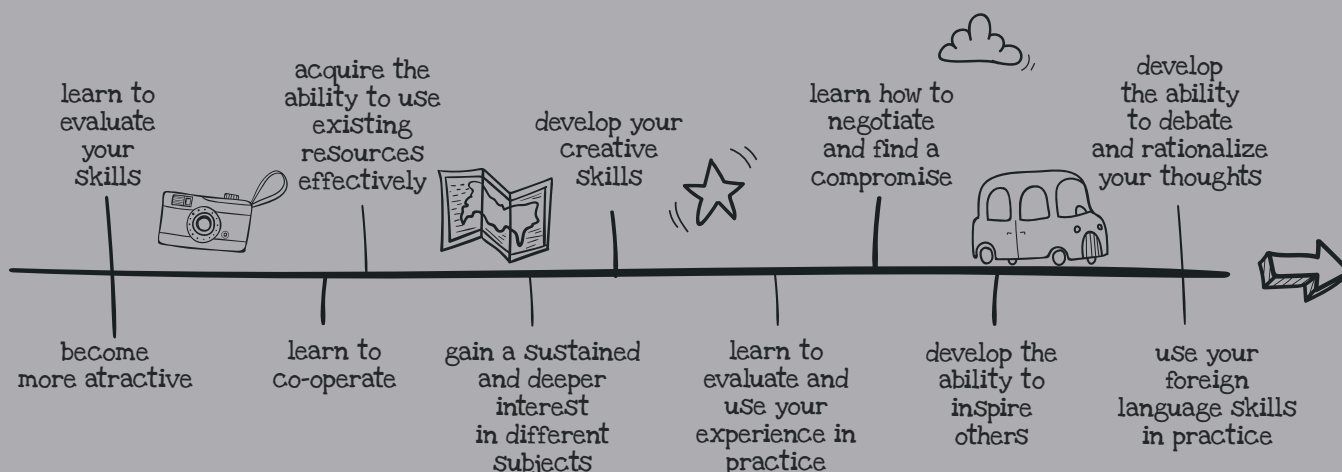 learn to
evaluate
your
skills
acquire the
ability to use
existing
resources
effectively
develop your
creative
skills
learn how to
negotiate
and find a
compromise
develop
the ability
to debate
and rationalize
your thoughts
become
more atractive
learn to
co-operate
gain a sustained
and deeper
interest
in different
subjects
learn to
evaluate and
use your
experience in
practice
develop the
ability to
inspire
others
use your
foreign
language skills
in practice